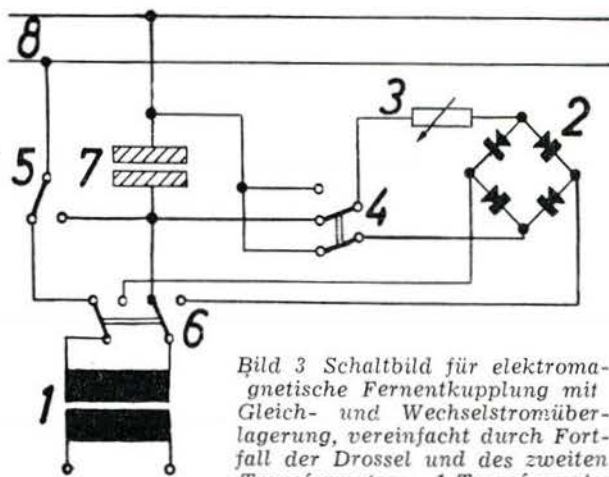 8
3
2
5
7
4
6
1
Bild 3 Schaltbild für elektroma-
gnetische Fernentkupplung mit
Gleich- und Wechselstromüber-
lagerung, vereinfacht durch Fort-
fall der Drossel und des zweiten